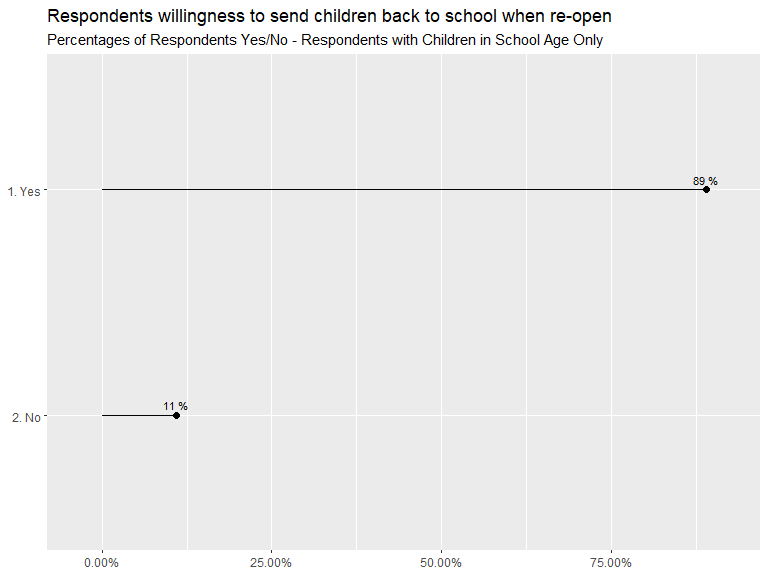 Respondents willingness to send children back to school when re-open
Percentages of Respondents Yes/No - Respondents with Children in School Age Only
89 %
1. Yes
11 %
2. No
0.00% 25.00% 50.00% 75.00%